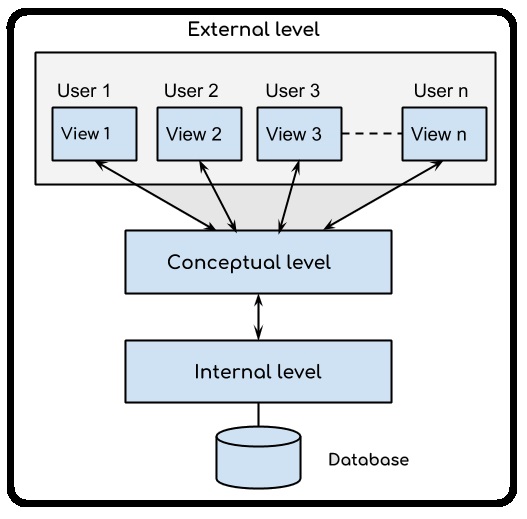 External level
User 1 User 2 User 3 User n
View 1 View 2 View 3 View n
Conceptual level
Internal level
Database